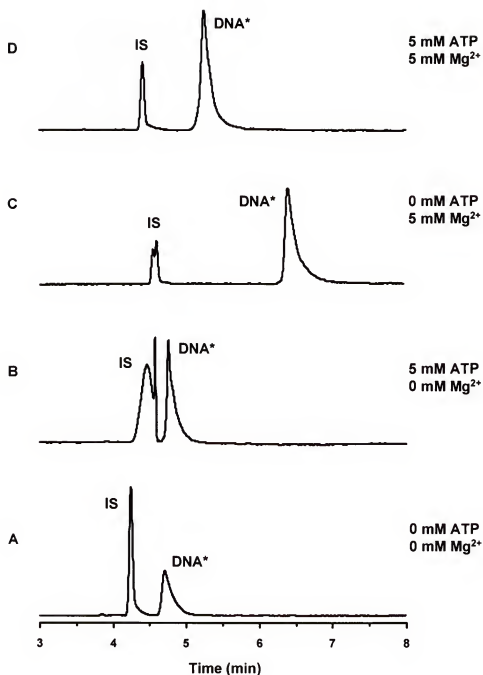 D
IS
DNA*
5 mM ATP
5 mM Mg²⁺
C
IS
DNA*
0 mM ATP
5 mM Mg²⁺
B
IS
DNA*
5 mM ATP
0 mM Mg²⁺
A
IS
DNA*
0 mM ATP
0 mM Mg²⁺
3 4 5 6 7 8
Time (min)